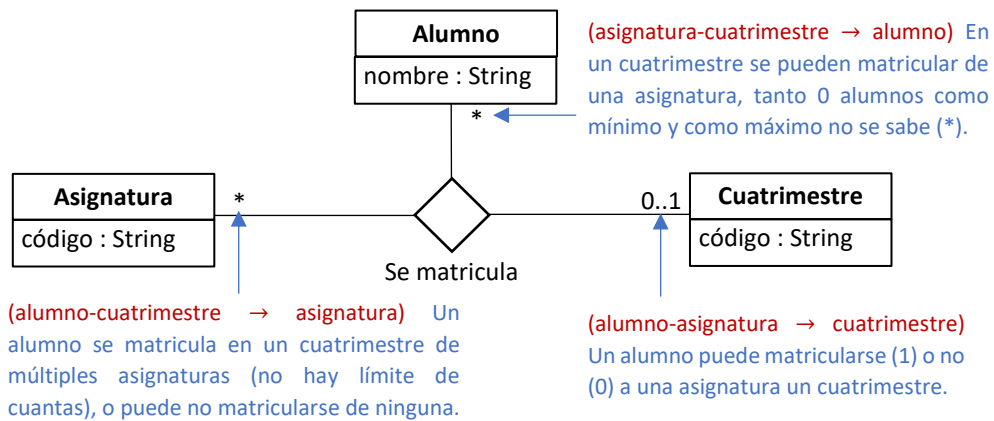 Alumno
nombre : String
*
(asignatura-cuatrimestre → alumno) En
un cuatrimestre se pueden matricular de
una asignatura, tanto 0 alumnos como
mínimo y como máximo no se sabe (*).
Asignatura
código : String
*
Se matricula
0..1
Cuatrimestre
código : String
(alumno-cuatrimestre → asignatura) Un
alumno se matricula en un cuatrimestre de
múltiples asignaturas (no hay límite de
cuantas), o puede no matricularse de ninguna.
(alumno-asignatura → cuatrimestre)
Un alumno puede matricularse (1) o no
(0) a una asignatura un cuatrimestre.